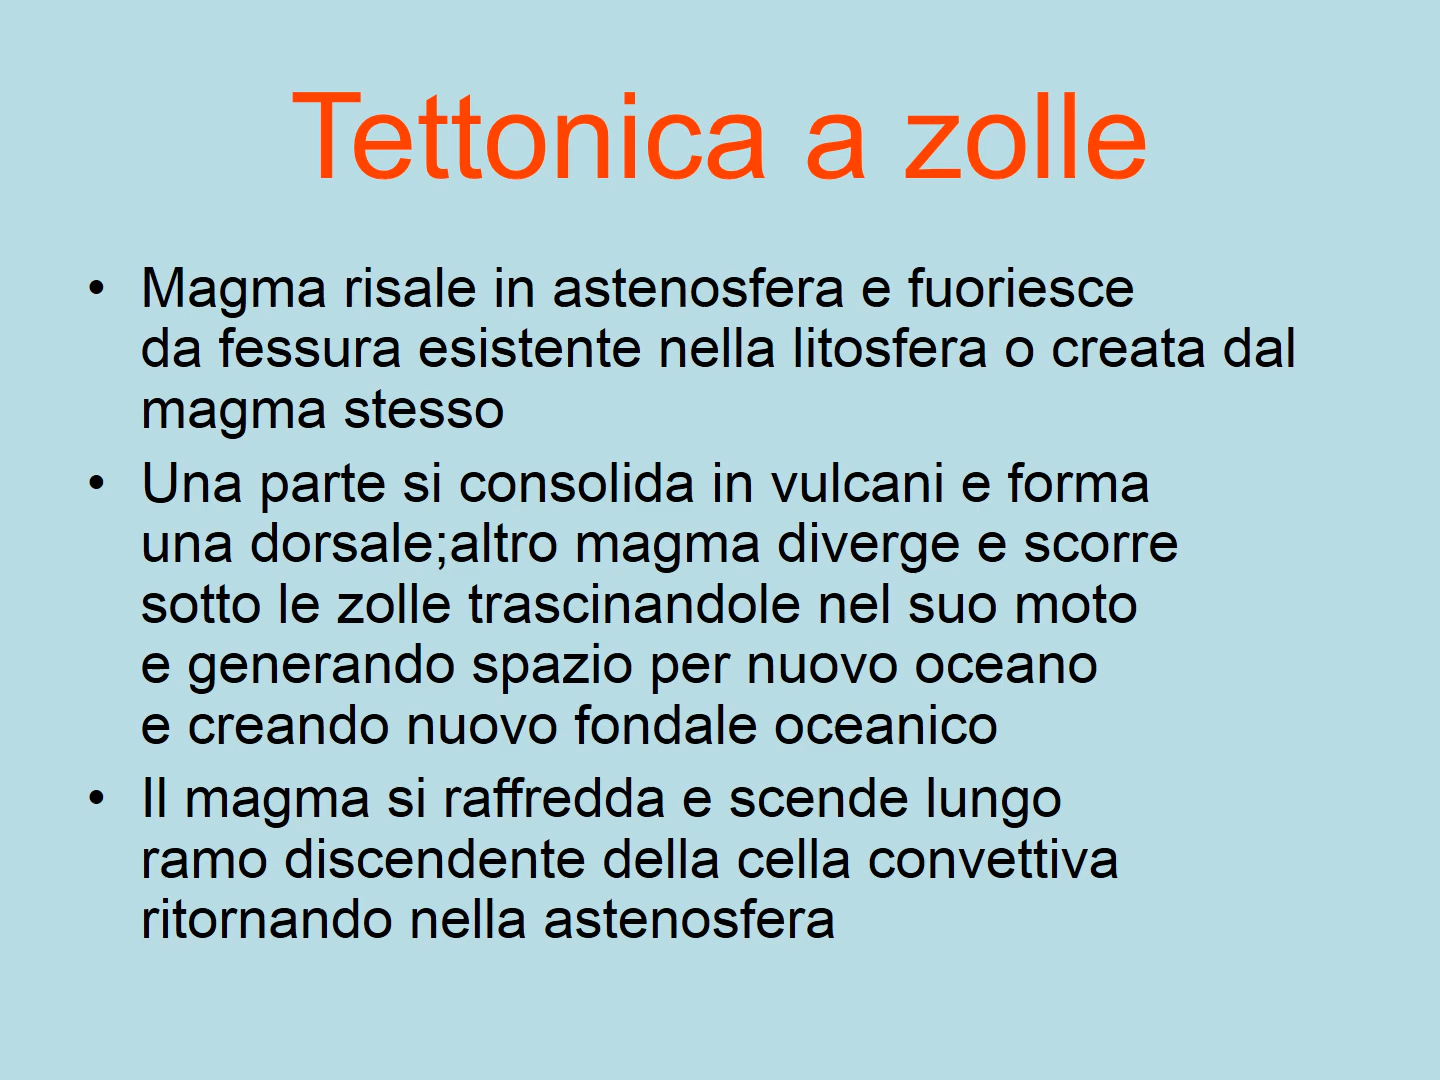 Tettonica a zolle
• Magma risale in astenosfera e fuoriesce
da fessura esistente nella litosfera o creata dal
magma stesso
• Una parte si consolida in vulcani e forma
una dorsale;altro magma diverge e scorre
sotto le zolle trascinandole nel suo moto
e generando spazio per nuovo oceano
e creando nuovo fondale oceanico
• Il magma si raffredda e scende lungo
ramo discendente della cella convettiva
ritornando nella astenosfera